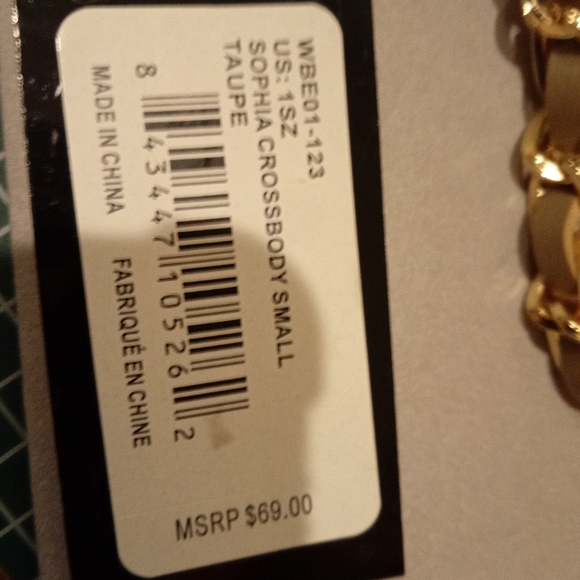 WBE01-123
US: 1SZ
SOPHIA CROSSBODY SMALL
TAUPE
8 43447 10526 2
MADE IN CHINA FABRIQUÉ EN CHINE
MSRP $69.00